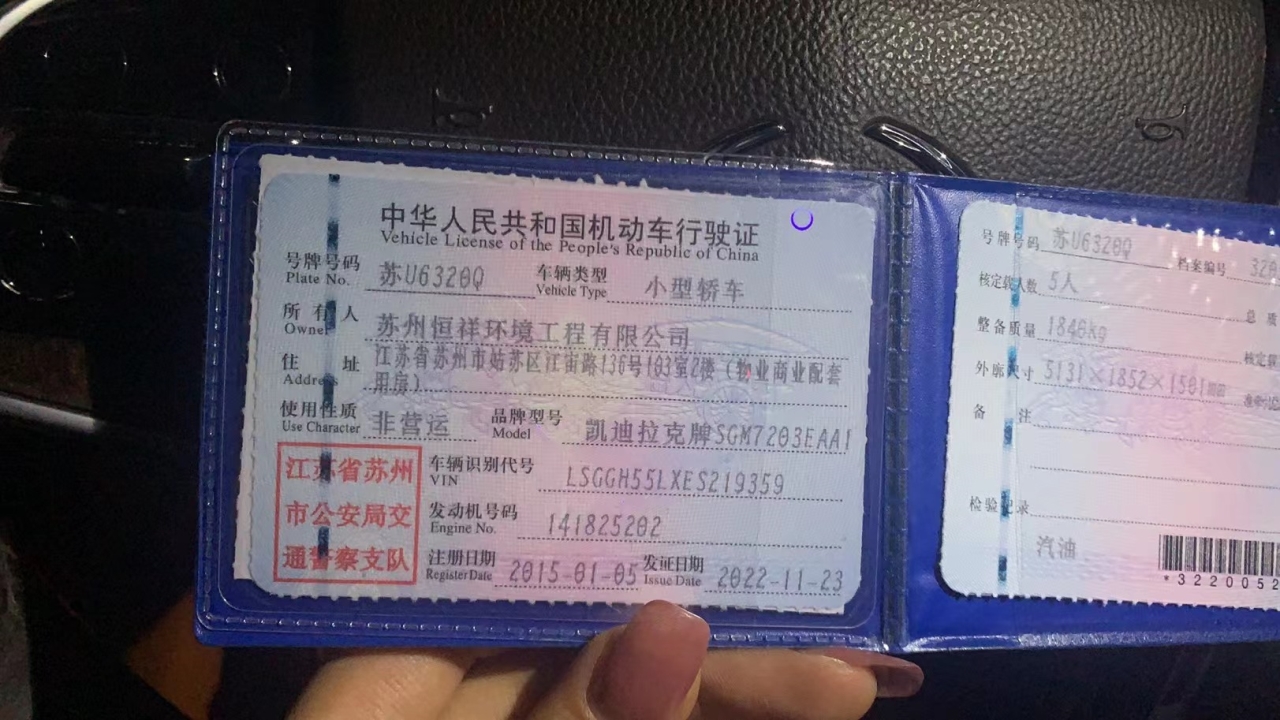 中华人民共和国机动车行驶证
Vehicle License of the People's Republic of China
号牌号码 苏U6320Q 车辆类型 小型轿车
Plate No. Vehicle Type
所有人 苏州恒祥环境工程有限公司
Owner
住址 江苏省苏州市姑苏区江宙路136号103室2楼（物业商业配套
Address 用房）
使用性质 非营运 品牌型号 凯迪拉克牌SGM7203EAA1
Use Character Model
江苏省苏州
市公安局交
通警察支队
车辆识别代号 LSGGH55LXES219359
VIN
发动机号码 141825202
Engine No.
注册日期 2015-01-05 发证日期 2022-11-23
Register Date Issue Date
号牌号码 苏U6320Q 档案编号 320
核定载人数 5人 总质
整备质量 1840kg 核定载
外廓尺寸 5131×1852×1501mm
备注
检验记录
汽油
*3220052